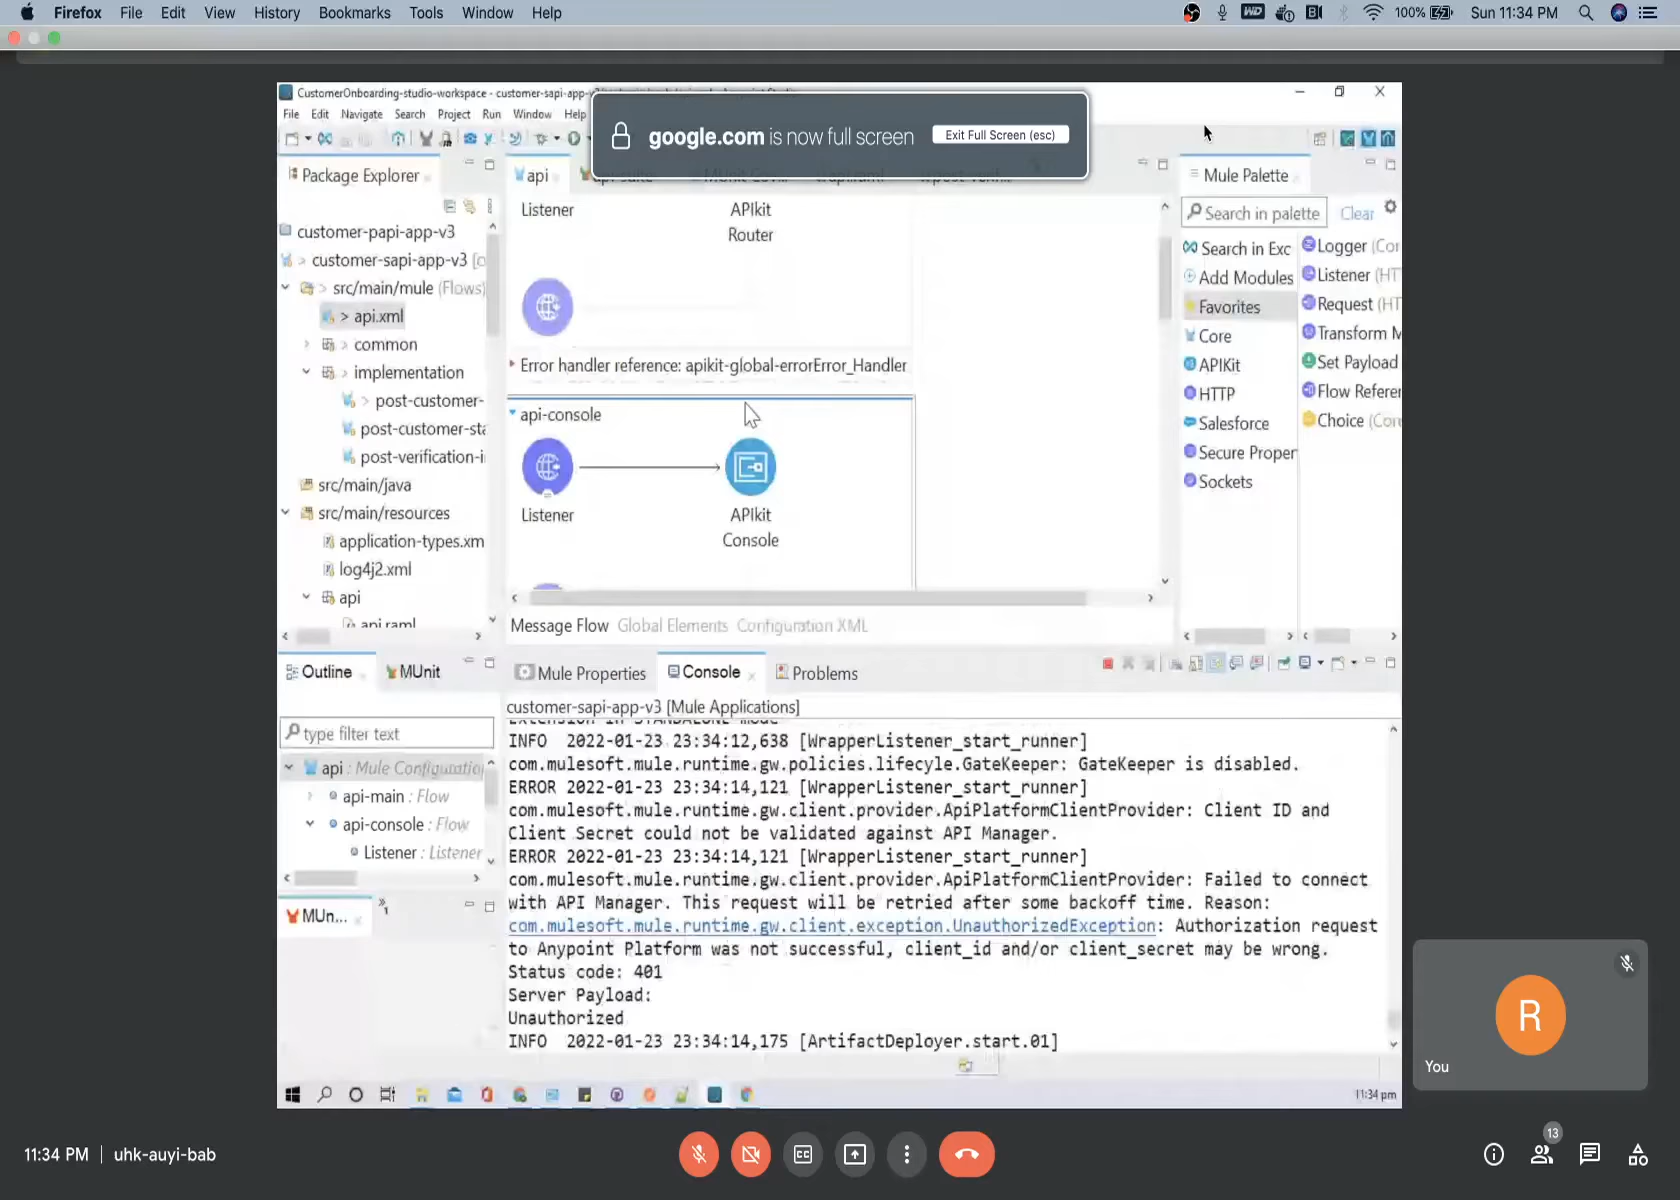 Firefox File Edit View History Bookmarks Tools Window Help
WD
100%
Sun 11:34 PM
CustomerOnboarding-studio-workspace - customer-sapi-app-v
File Edit Navigate Search Project Run Window Help
google.com is now full screen
Exit Full Screen (esc)
Package Explorer
customer-papi-app-v3
> customer-sapi-app-v3 [c
> src/main/mule (Flows)
> api.xml
> common
> implementation
> post-customer-
post-customer-sta
post-verification-i
src/main/java
src/main/resources
application-types.xm
log4j2.xml
api
api.raml
api
Listener
APIkit
Router
Error handler reference: apikit-global-errorError_Handler
api-console
Listener
APIkit
Console
Message Flow Global Elements Configuration XML
Mule Palette
Search in palette
Clear
Search in Exc
Add Modules
Favorites
Core
APIKit
HTTP
Salesforce
Secure Proper
Sockets
Logger (Cor
Listener (HT
Request (HT
Transform M
Set Payload
Flow Referen
Choice (Core
Outline
MUnit
type filter text
api : Mule Configuratio
api-main : Flow
api-console : Flow
Listener : Listener
MUn...
Mule Properties
Console
Problems
customer-sapi-app-v3 [Mule Applications]
extension in STANDALONE mode
INFO 2022-01-23 23:34:12,638 [WrapperListener_start_runner]
com.mulesoft.mule.runtime.gw.policies.lifecyle.GateKeeper: GateKeeper is disabled.
ERROR 2022-01-23 23:34:14,121 [WrapperListener_start_runner]
com.mulesoft.mule.runtime.gw.client.provider.ApiPlatformClientProvider: Client ID and
Client Secret could not be validated against API Manager.
ERROR 2022-01-23 23:34:14,121 [WrapperListener_start_runner]
com.mulesoft.mule.runtime.gw.client.provider.ApiPlatformClientProvider: Failed to connect
with API Manager. This request will be retried after some backoff time. Reason:
com.mulesoft.mule.runtime.gw.client.exception.UnauthorizedException: Authorization request
to Anypoint Platform was not successful, client_id and/or client_secret may be wrong.
Status code: 401
Server Payload:
Unauthorized
INFO 2022-01-23 23:34:14,175 [ArtifactDeployer.start.01]
11:34 pm
R
You
11:34 PM | uhk-auyi-bab
13